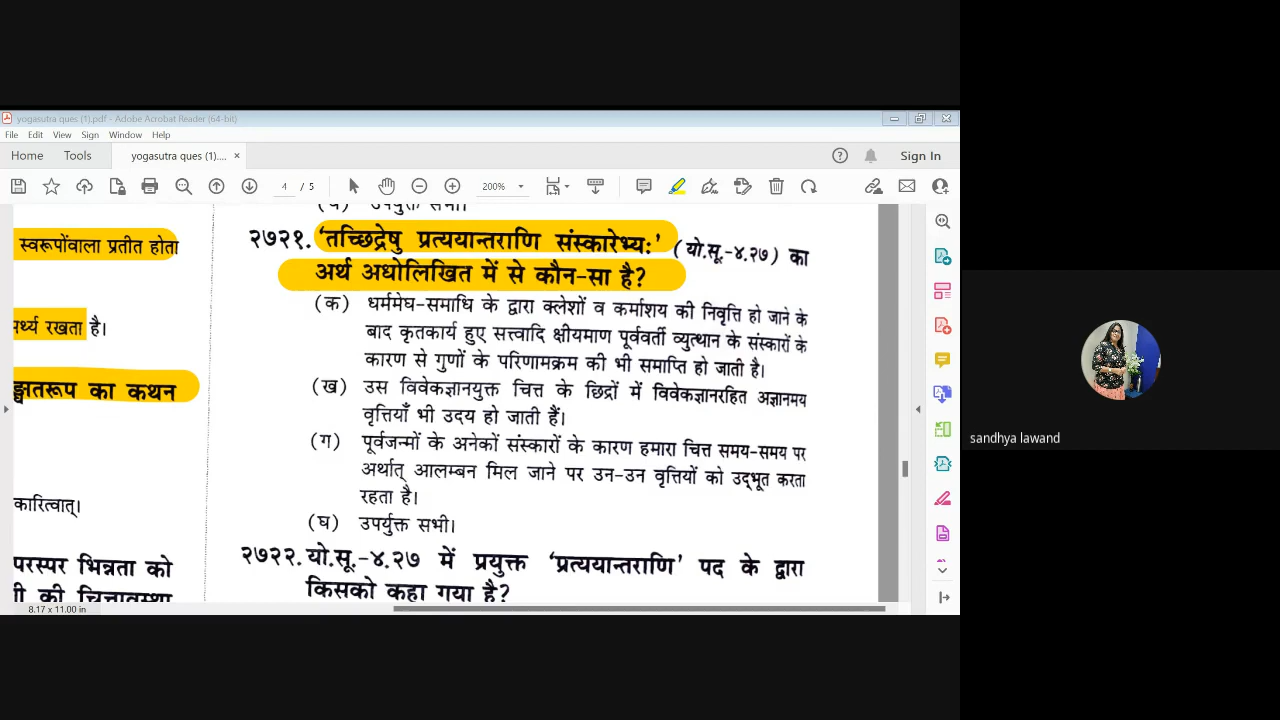 yogasutra ques (1).pdf - Adobe Acrobat Reader (64-bit)
File Edit View Sign Window Help
Home Tools yogasutra ques (1).... × Sign In
4 / 5 200%
स्वरूपोंवाला प्रतीत होता
र्थ्य रखता है।
ङ्घातरूप का कथन
कारित्वात्।
परस्पर भिन्नता को
की चित्तावस्था
(घ) उपर्युक्त सभी।
२७२१. 'तच्छिद्रेषु प्रत्ययान्तराणि संस्कारेभ्यः' (यो.सू.-४.२७) का
अर्थ अधोलिखित में से कौन-सा है?
(क) धर्ममेघ-समाधि के द्वारा क्लेशों व कर्माशय की निवृत्ति हो जाने के
बाद कृतकार्य हुए सत्त्वादि क्षीयमाण पूर्ववर्ती व्युत्थान के संस्कारों के
कारण से गुणों के परिणामक्रम की भी समाप्ति हो जाती है।
(ख) उस विवेकज्ञानयुक्त चित्त के छिद्रों में विवेकज्ञानरहित अज्ञानमय
वृत्तियाँ भी उदय हो जाती हैं।
(ग) पूर्वजन्मों के अनेकों संस्कारों के कारण हमारा चित्त समय-समय पर
अर्थात् आलम्बन मिल जाने पर उन-उन वृत्तियों को उद्भूत करता
रहता है।
(घ) उपर्युक्त सभी।
२७२२. यो.सू.-४.२७ में प्रयुक्त 'प्रत्ययान्तराणि' पद के द्वारा
किसको कहा गया है?
8.17 x 11.00 in
sandhya lawand